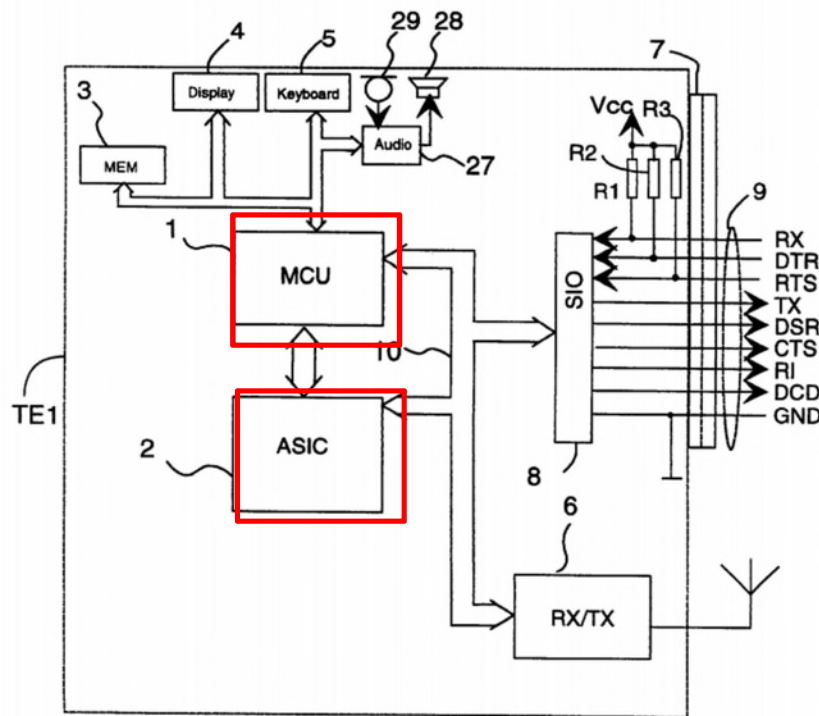 4
5
29
28
7
3
Display
Keyboard
Vcc
R3
Audio
27
R2
MEM
R1
9
1
RX
MCU
DTR
SIO
RTS
TX
DSR
10
CTS
RI
DCD
TE1
GND
2
ASIC
8
6
RX/TX